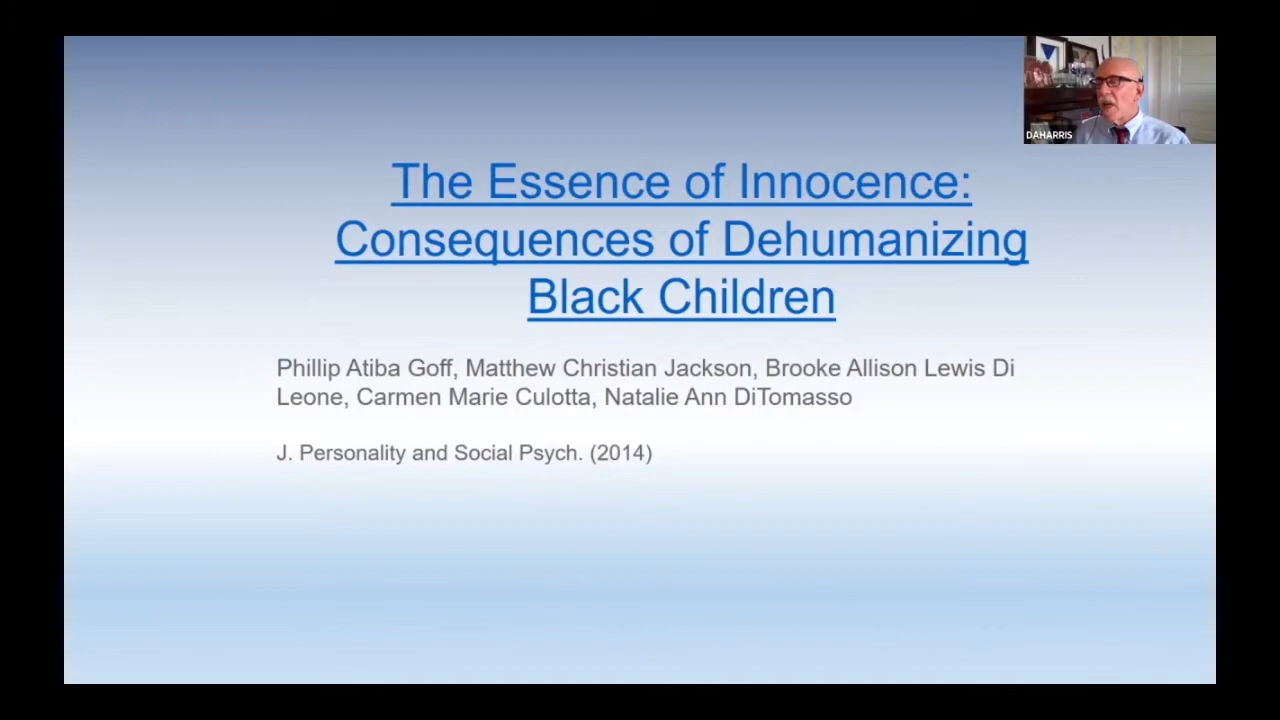 DAHARRIS
The Essence of Innocence:
Consequences of Dehumanizing
Black Children
Phillip Atiba Goff, Matthew Christian Jackson, Brooke Allison Lewis Di
Leone, Carmen Marie Culotta, Natalie Ann DiTomasso
J. Personality and Social Psych. (2014)